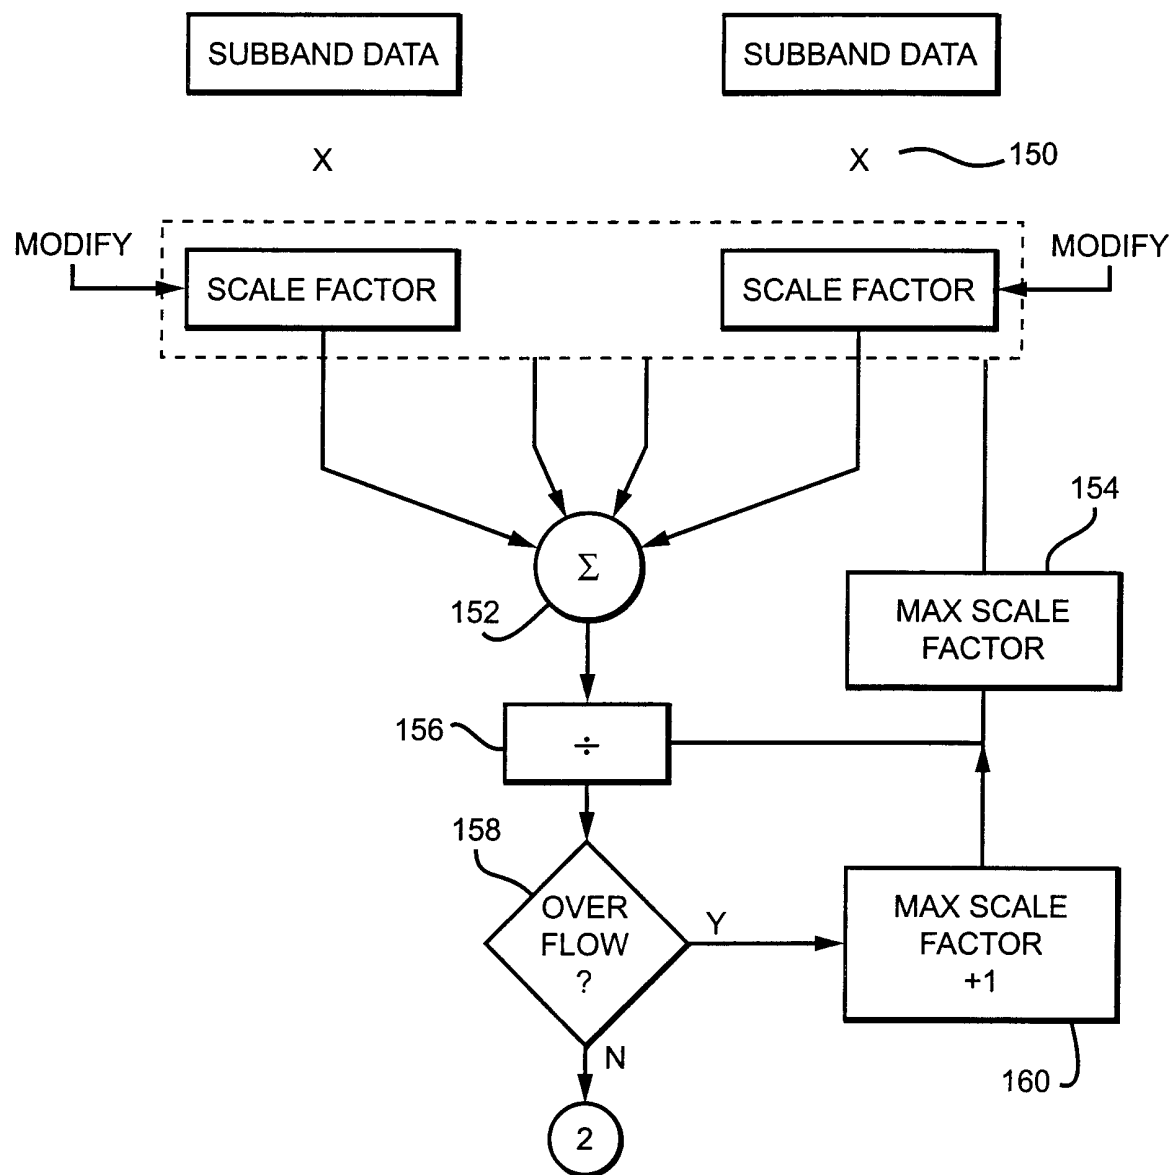 SUBBAND DATA
SUBBAND DATA
X
X
150
MODIFY
MODIFY
SCALE FACTOR
SCALE FACTOR
154
Σ
152
MAX SCALE
FACTOR
156
÷
158
OVER
FLOW
?
Y
MAX SCALE
FACTOR
+1
N
160
2